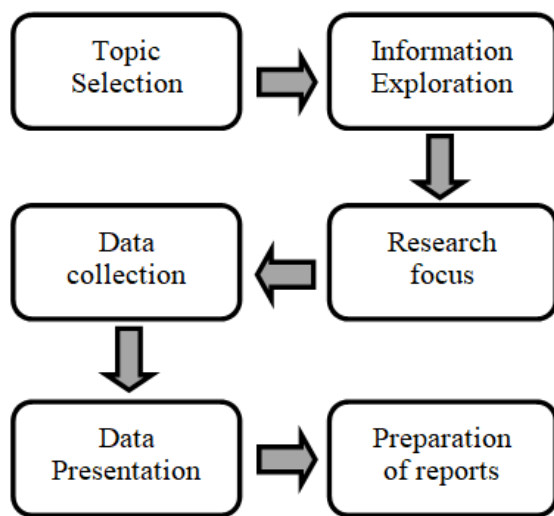 Topic
Selection
Information
Exploration
Research
focus
Data
collection
Data
Presentation
Preparation
of reports